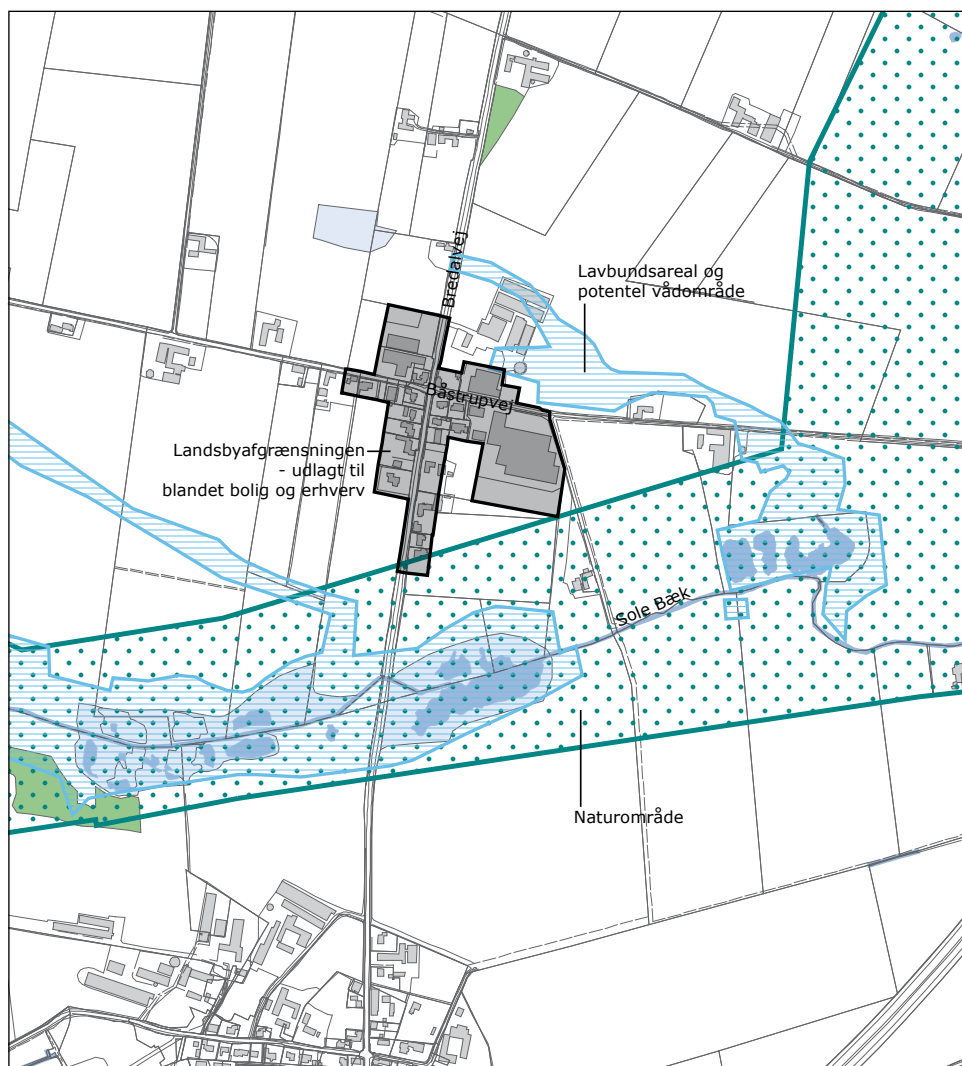 Bredalvej
Lavbundsareal og
potentel vådområde
Båstrupvej
Landsbyafgrænsningen
- udlagt til
blandet bolig og erhverv
Sole Bæk
Naturområde